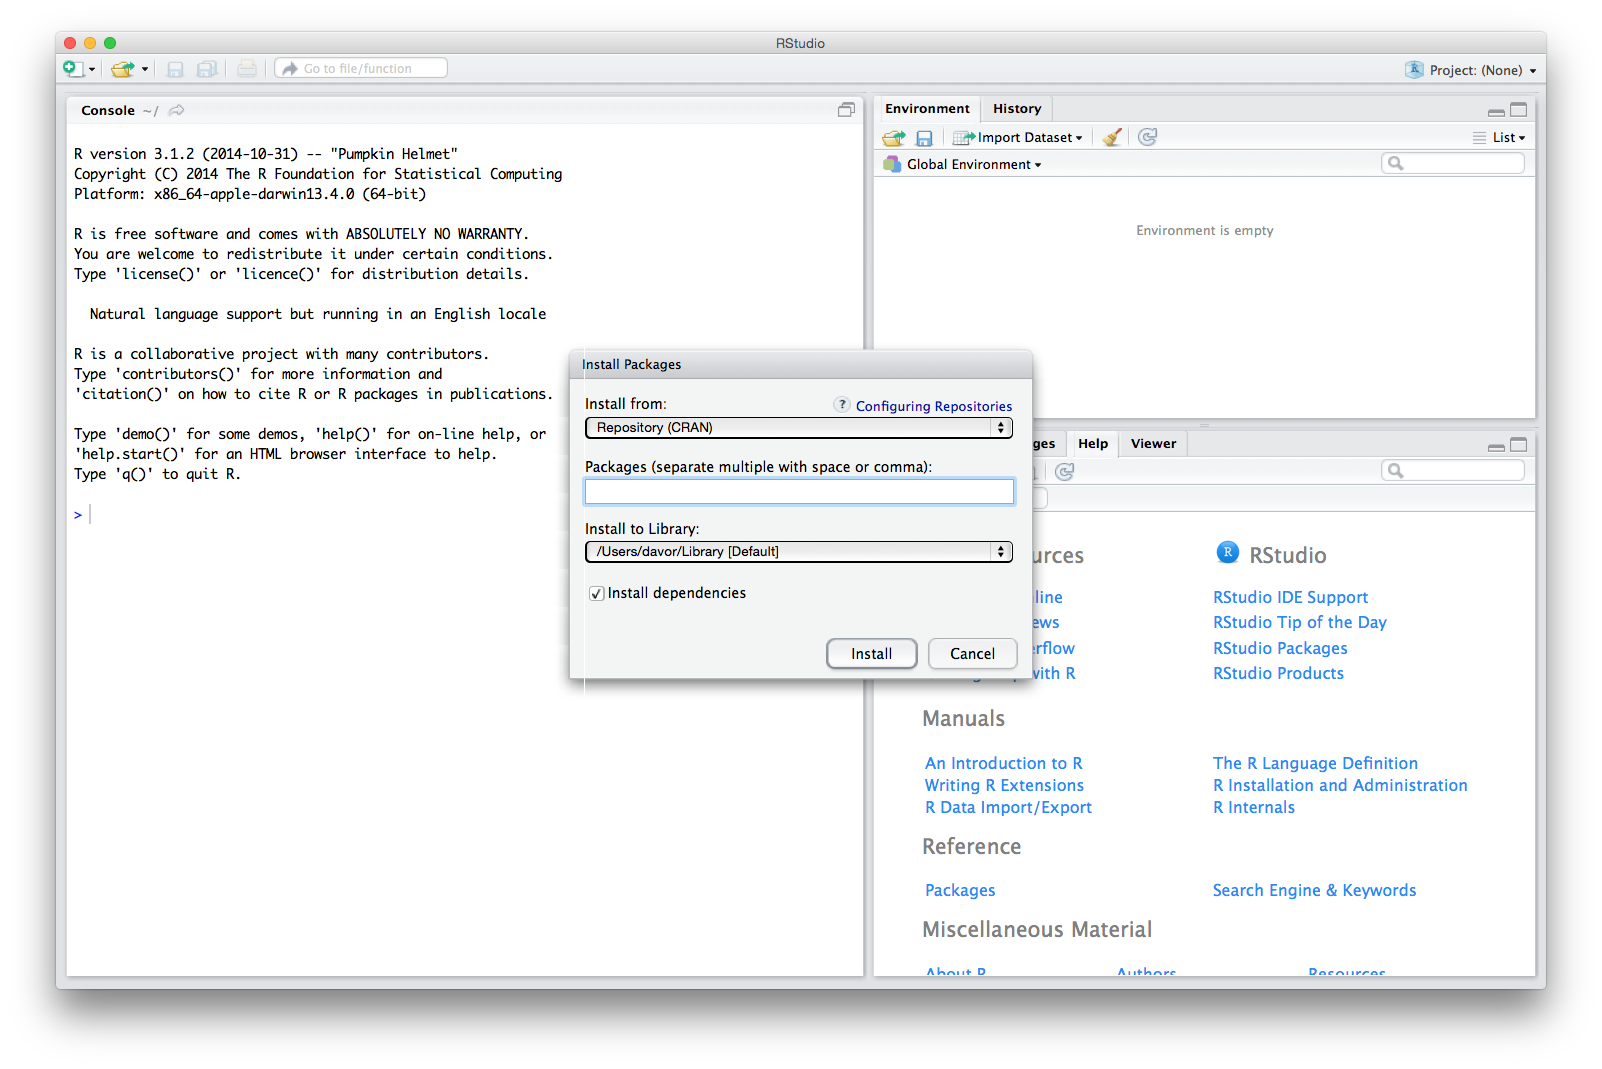 RStudio
Go to file/function
Project: (None)
Console ~/
R version 3.1.2 (2014-10-31) -- "Pumpkin Helmet"
Copyright (C) 2014 The R Foundation for Statistical Computing
Platform: x86_64-apple-darwin13.4.0 (64-bit)
R is free software and comes with ABSOLUTELY NO WARRANTY.
You are welcome to redistribute it under certain conditions.
Type 'license()' or 'licence()' for distribution details.
Natural language support but running in an English locale
R is a collaborative project with many contributors.
Type 'contributors()' for more information and
'citation()' on how to cite R or R packages in publications.
Type 'demo()' for some demos, 'help()' for on-line help, or
'help.start()' for an HTML browser interface to help.
Type 'q()' to quit R.
>
Environment History
Import Dataset List
Global Environment
Environment is empty
Install Packages
Install from: ? Configuring Repositories
Repository (CRAN)
Packages (separate multiple with space or comma):
Install to Library:
/Users/davor/Library [Default]
Install dependencies
Install Cancel
Help Viewer
R RStudio
RStudio IDE Support
RStudio Tip of the Day
RStudio Packages
with R RStudio Products
Manuals
An Introduction to R The R Language Definition
Writing R Extensions R Installation and Administration
R Data Import/Export R Internals
Reference
Packages Search Engine & Keywords
Miscellaneous Material
About R Authors Resources